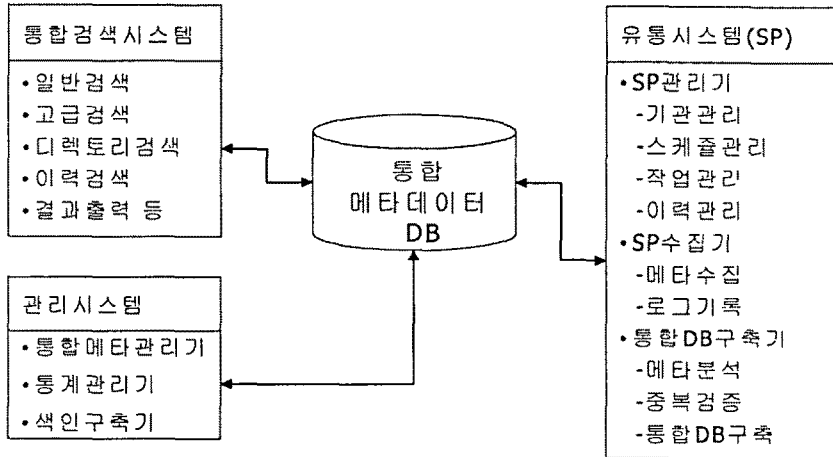 통합검색시스템
•일반검색
•고급검색
•디렉토리검색
•이력검색
•결과출력 등
관리시스템
•통합메타관리기
•통계관리기
•색인구축기
통합
메타데이터
DB
유통시스템(SP)
•SP관리기
-기관관리
-스케쥴관리
-작업관리
-이력관리
•SP수집기
-메타수집
-로그기록
•통합DB구축기
-메타분석
-중복검증
-통합DB구축